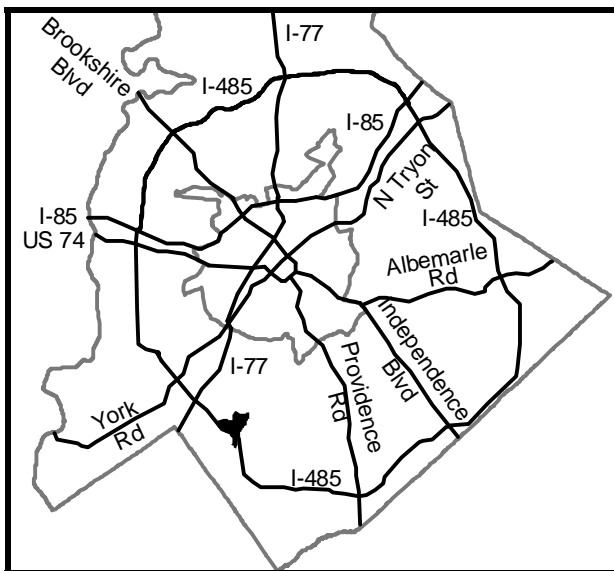 I-77
Brookshire
Blvd
I-485
I-85
N Tryon
St
I-85
US 74
I-485
Albemarle
Rd
Independence
Blvd
Providence
Rd
I-77
York
Rd
I-485